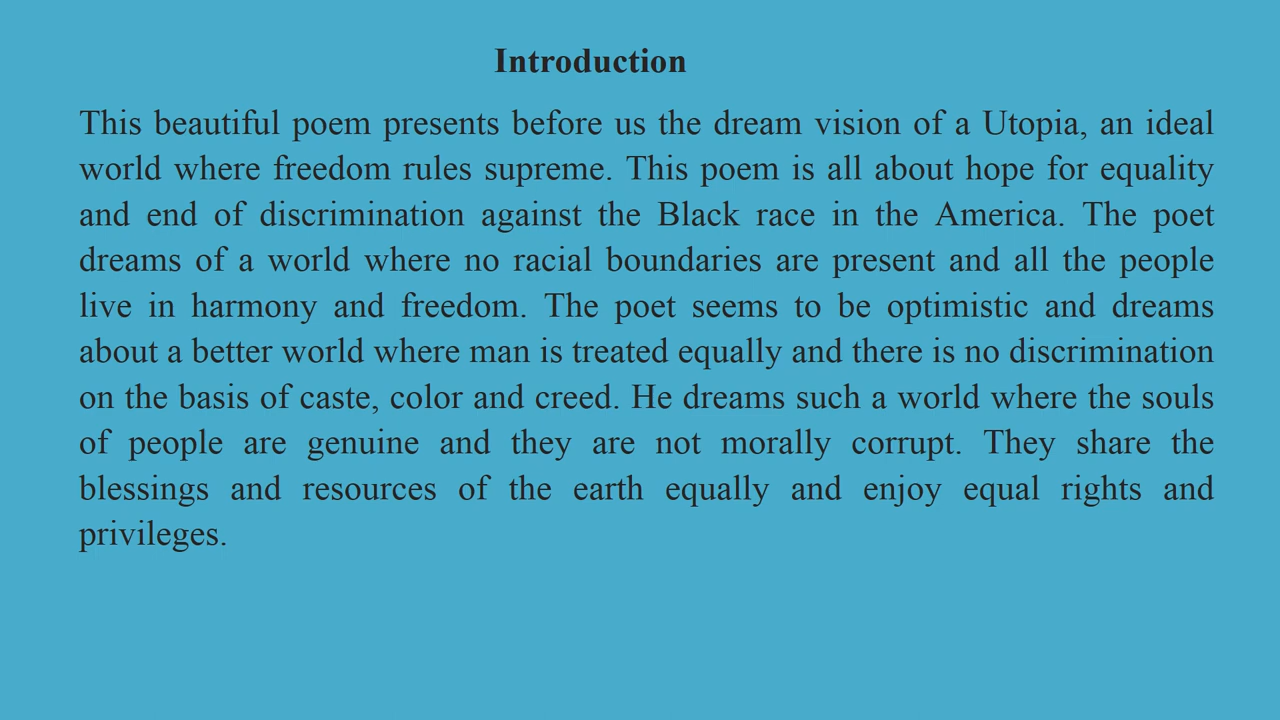 Introduction
This beautiful poem presents before us the dream vision of a Utopia, an ideal
world where freedom rules supreme. This poem is all about hope for equality
and end of discrimination against the Black race in the America. The poet
dreams of a world where no racial boundaries are present and all the people
live in harmony and freedom. The poet seems to be optimistic and dreams
about a better world where man is treated equally and there is no discrimination
on the basis of caste, color and creed. He dreams such a world where the souls
of people are genuine and they are not morally corrupt. They share the
blessings and resources of the earth equally and enjoy equal rights and
privileges.